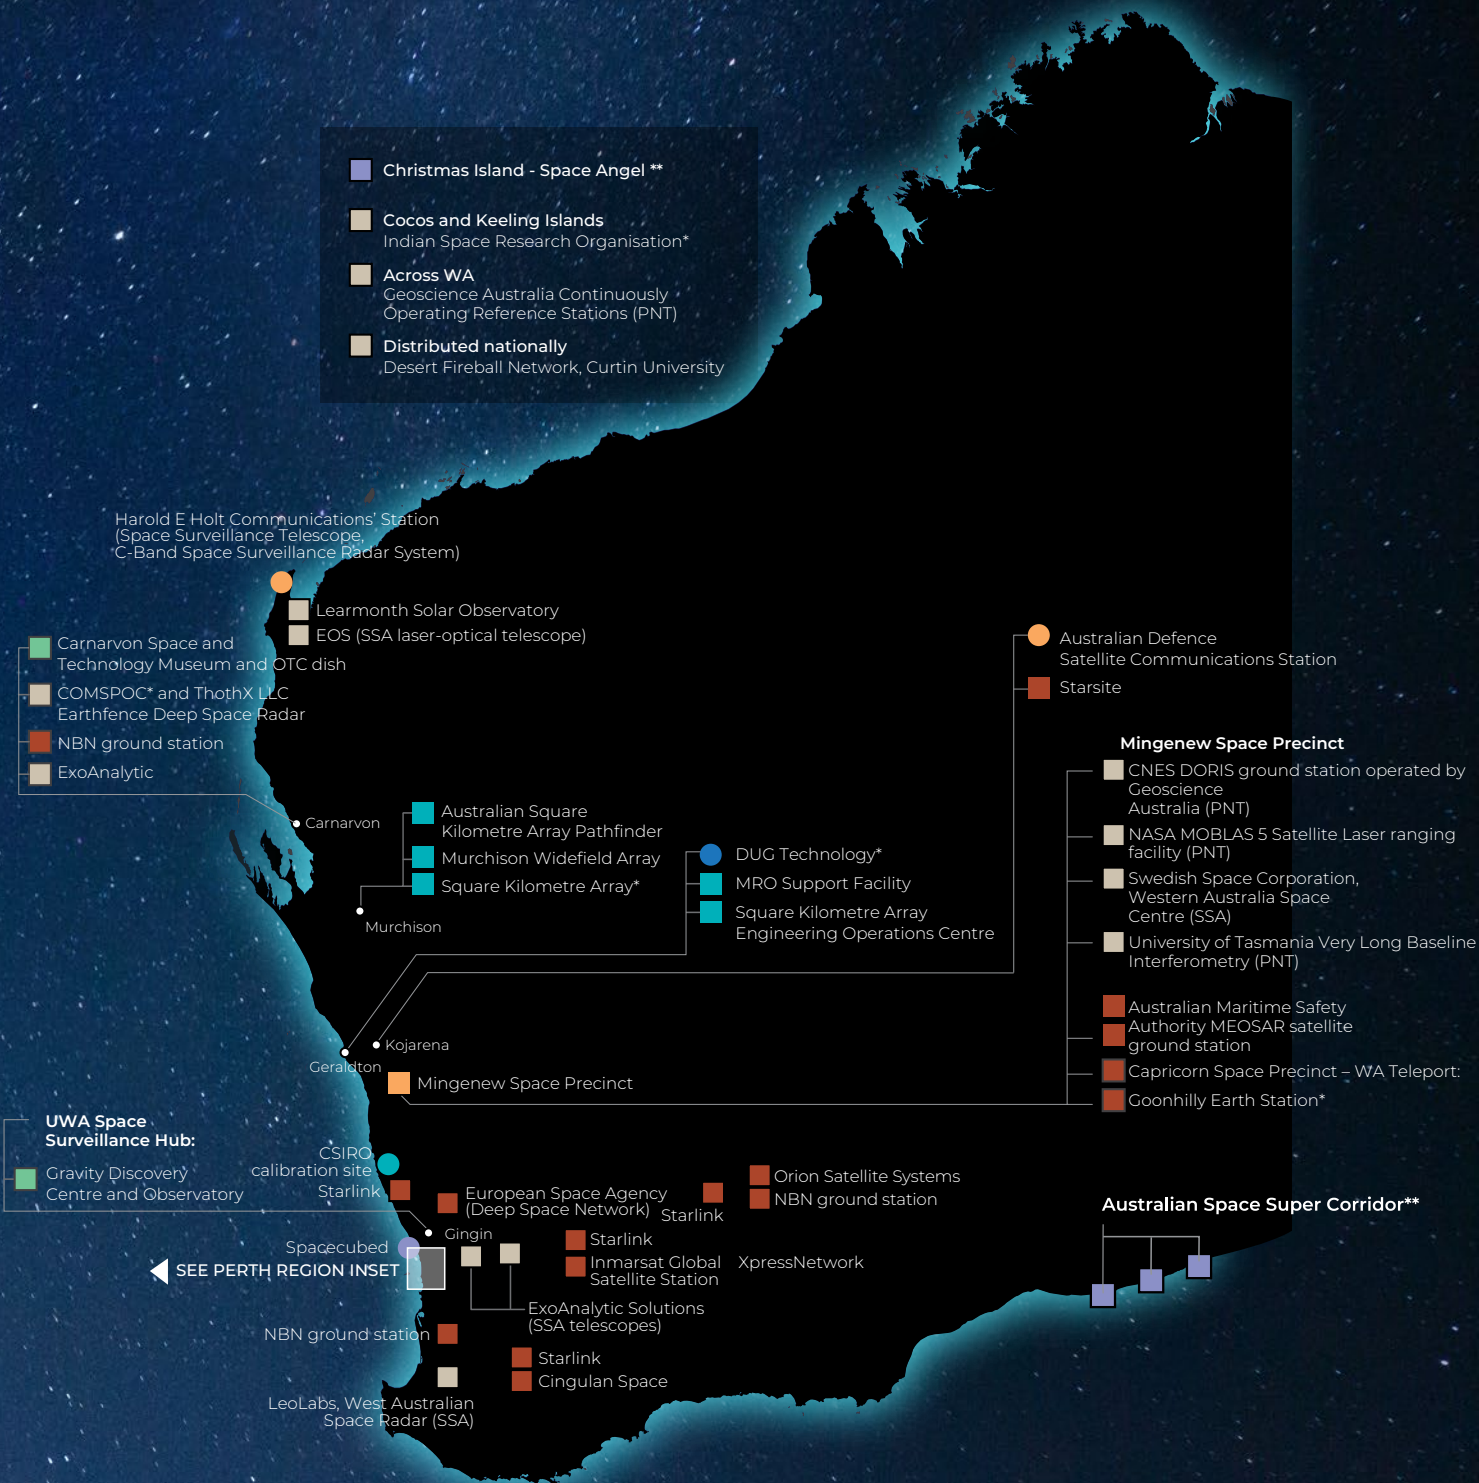 Christmas Island - Space Angel **
Cocos and Keeling Islands
Indian Space Research Organisation*
Across WA
Geoscience Australia Continuously
Operating Reference Stations (PNT)
Distributed nationally
Desert Fireball Network, Curtin University
Harold E Holt Communications’ Station
(Space Surveillance Telescope,
C-Band Space Surveillance Radar System)
Learmonth Solar Observatory
EOS (SSA laser-optical telescope)
Carnarvon Space and
Technology Museum and OTC dish
COMSPOC* and ThothX LLC
Earthfence Deep Space Radar
NBN ground station
ExoAnalytic
Carnarvon
Australian Square
Kilometre Array Pathfinder
Murchison Widefield Array
Square Kilometre Array*
Murchison
DUG Technology*
MRO Support Facility
Square Kilometre Array
Engineering Operations Centre
Australian Defence
Satellite Communications Station
Starsite
Mingenew Space Precinct
CNES DORIS ground station operated by
Geoscience
Australia (PNT)
NASA MOBLAS 5 Satellite Laser ranging
facility (PNT)
Swedish Space Corporation,
Western Australia Space
Centre (SSA)
University of Tasmania Very Long Baseline
Interferometry (PNT)
Australian Maritime Safety
Authority MEOSAR satellite
ground station
Capricorn Space Precinct – WA Teleport:
Goonhilly Earth Station*
Kojarena
Geraldton
Mingenew Space Precinct
UWA Space
Surveillance Hub:
Gravity Discovery
Centre and Observatory
CSIRO
calibration site
Starlink
European Space Agency
(Deep Space Network)
Starlink
Orion Satellite Systems
NBN ground station
Gingin
Spacecubed
SEE PERTH REGION INSET
Starlink
Inmarsat Global XpressNetwork
Satellite Station
ExoAnalytic Solutions
(SSA telescopes)
NBN ground station
Starlink
Cingulan Space
LeoLabs, West Australian
Space Radar (SSA)
Australian Space Super Corridor**